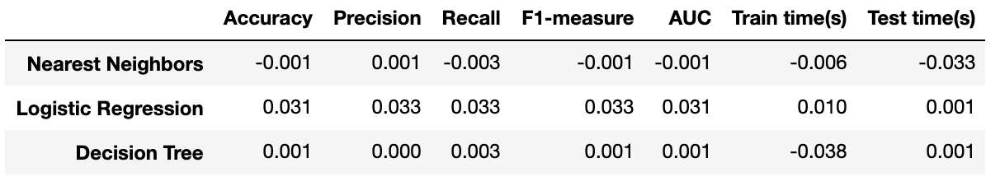 Accuracy Precision Recall F1-measure AUC Train time(s) Test time(s)
Nearest Neighbors -0.001 0.001 -0.003 -0.001 -0.001 -0.006 -0.033
Logistic Regression 0.031 0.033 0.033 0.033 0.031 0.010 0.001
Decision Tree 0.001 0.000 0.003 0.001 0.001 -0.038 0.001